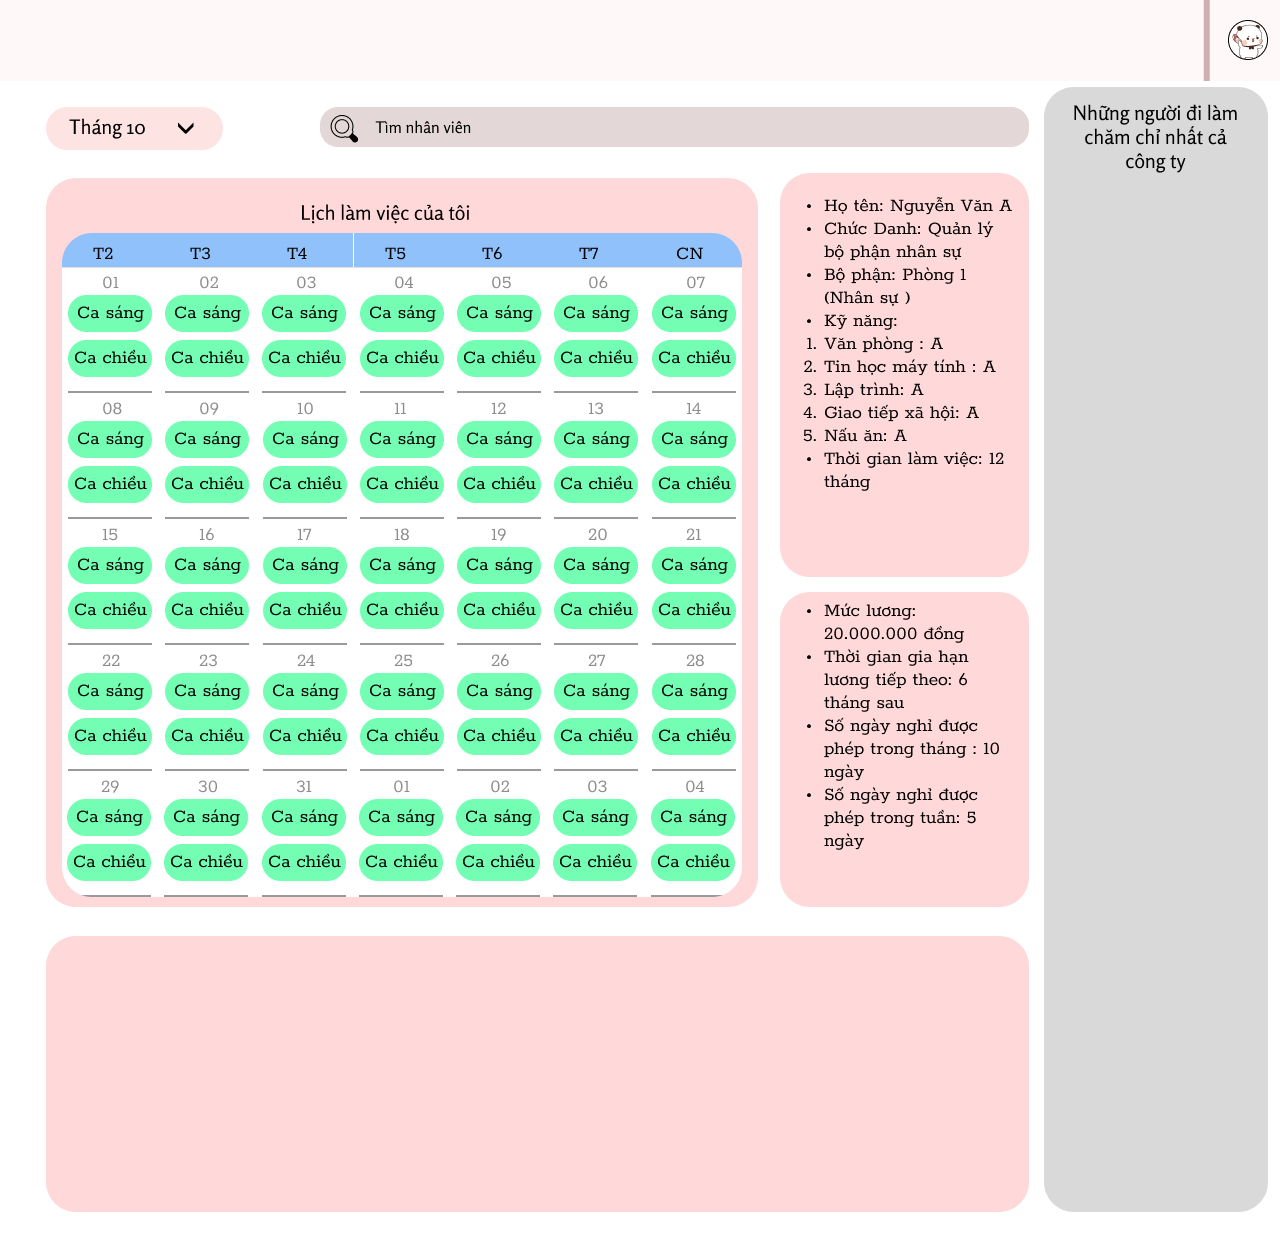 Tháng 10
Tìm nhân viên
Những người đi làm
chăm chỉ nhất cả
công ty
Lịch làm việc của tôi
T2 T3 T4 T5 T6 T7 CN
01 02 03 04 05 06 07
Ca sáng Ca sáng Ca sáng Ca sáng Ca sáng Ca sáng Ca sáng
Ca chiều Ca chiều Ca chiều Ca chiều Ca chiều Ca chiều Ca chiều
08 09 10 11 12 13 14
Ca sáng Ca sáng Ca sáng Ca sáng Ca sáng Ca sáng Ca sáng
Ca chiều Ca chiều Ca chiều Ca chiều Ca chiều Ca chiều Ca chiều
15 16 17 18 19 20 21
Ca sáng Ca sáng Ca sáng Ca sáng Ca sáng Ca sáng Ca sáng
Ca chiều Ca chiều Ca chiều Ca chiều Ca chiều Ca chiều Ca chiều
22 23 24 25 26 27 28
Ca sáng Ca sáng Ca sáng Ca sáng Ca sáng Ca sáng Ca sáng
Ca chiều Ca chiều Ca chiều Ca chiều Ca chiều Ca chiều Ca chiều
29 30 31 01 02 03 04
Ca sáng Ca sáng Ca sáng Ca sáng Ca sáng Ca sáng Ca sáng
Ca chiều Ca chiều Ca chiều Ca chiều Ca chiều Ca chiều Ca chiều
• Họ tên: Nguyễn Văn A
• Chức Danh: Quản lý
bộ phận nhân sự
• Bộ phận: Phòng 1
(Nhân sự )
• Kỹ năng:
1. Văn phòng : A
2. Tin học máy tính : A
3. Lập trình: A
4. Giao tiếp xã hội: A
5. Nấu ăn: A
• Thời gian làm việc: 12
tháng
• Mức lương:
20.000.000 đồng
• Thời gian gia hạn
lương tiếp theo: 6
tháng sau
• Số ngày nghỉ được
phép trong tháng : 10
ngày
• Số ngày nghỉ được
phép trong tuần: 5
ngày